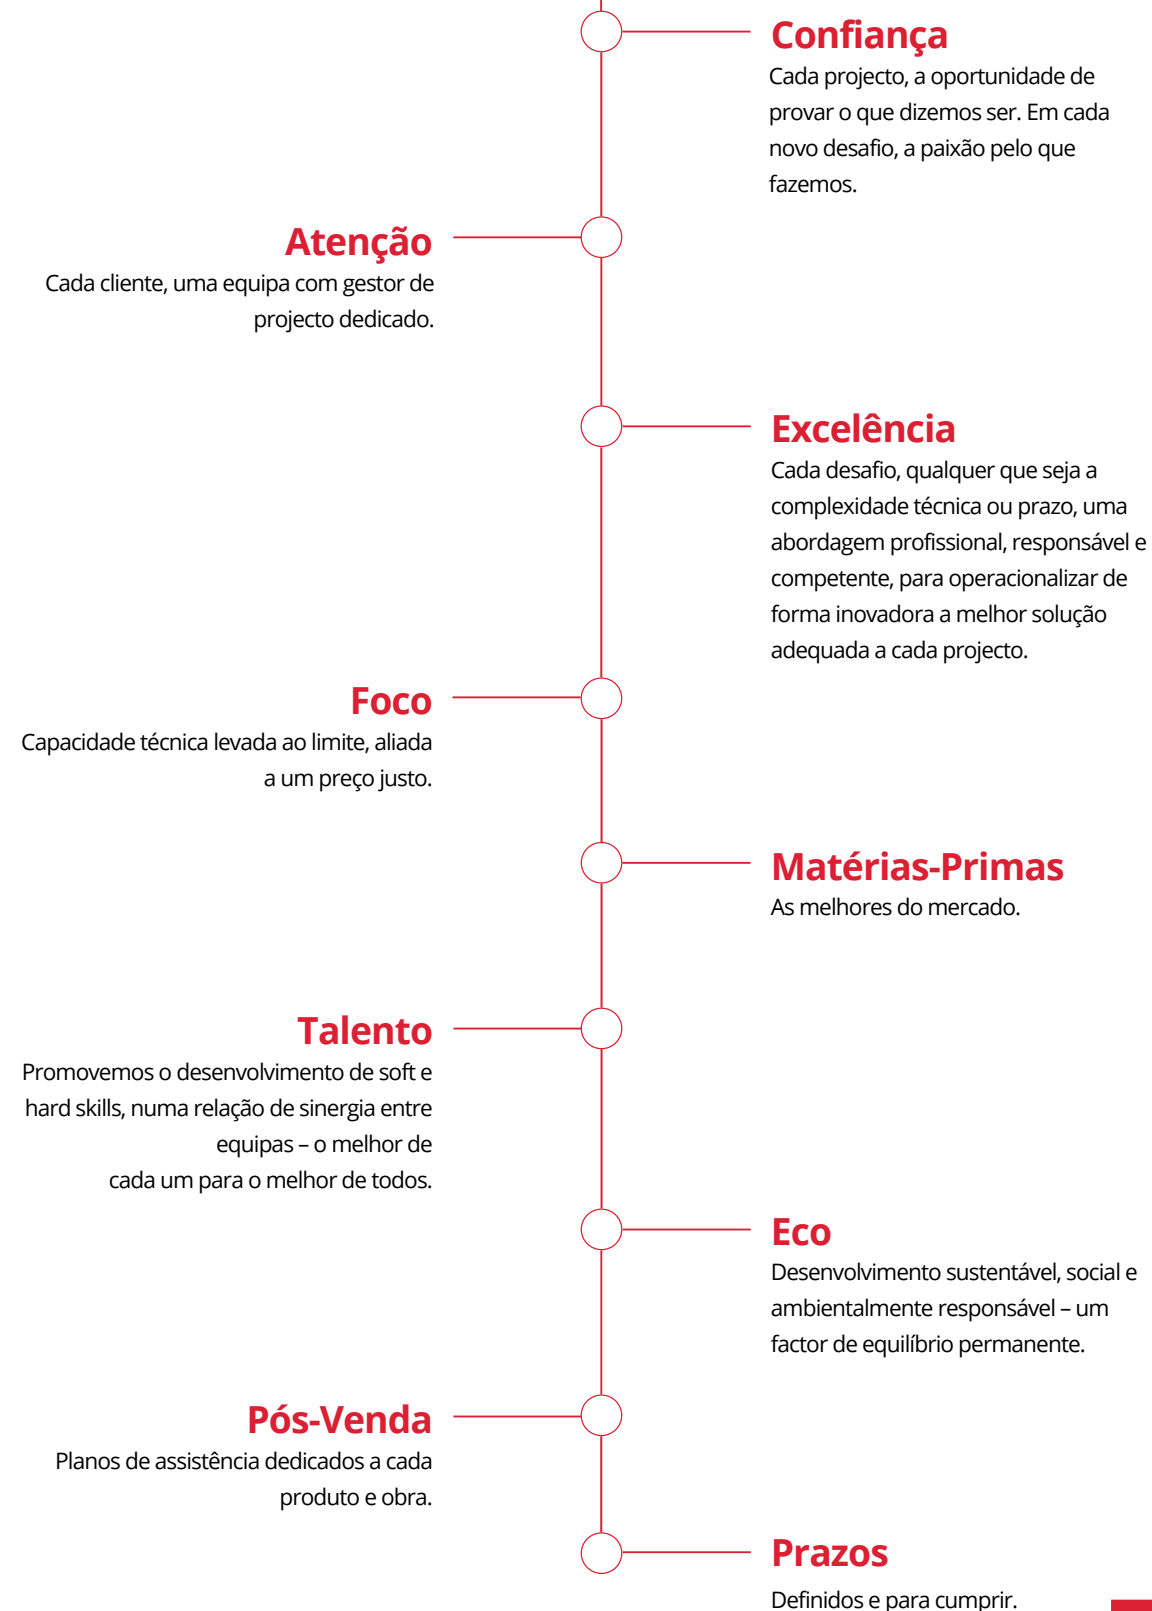 Confiança
Cada projecto, a oportunidade de
provar o que dizemos ser. Em cada
novo desafio, a paixão pelo que
fazemos.
Atenção
Cada cliente, uma equipa com gestor de
projecto dedicado.
Excelência
Cada desafio, qualquer que seja a
complexidade técnica ou prazo, uma
abordagem profissional, responsável e
competente, para operacionalizar de
forma inovadora a melhor solução
adequada a cada projecto.
Foco
Capacidade técnica levada ao limite, aliada
a um preço justo.
Matérias-Primas
As melhores do mercado.
Talento
Promovemos o desenvolvimento de soft e
hard skills, numa relação de sinergia entre
equipas – o melhor de
cada um para o melhor de todos.
Eco
Desenvolvimento sustentável, social e
ambientalmente responsável – um
factor de equilíbrio permanente.
Pós-Venda
Planos de assistência dedicados a cada
produto e obra.
Prazos
Definidos e para cumprir.